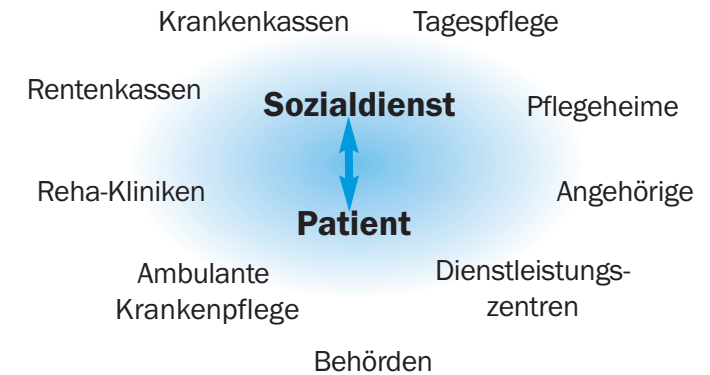 Krankenkassen Tagespflege
Rentenkassen
Sozialdienst
Pflegeheime
Reha-Kliniken
Angehörige
Patient
Ambulante
Krankenpflege
Dienstleistungs-
zentren
Behörden